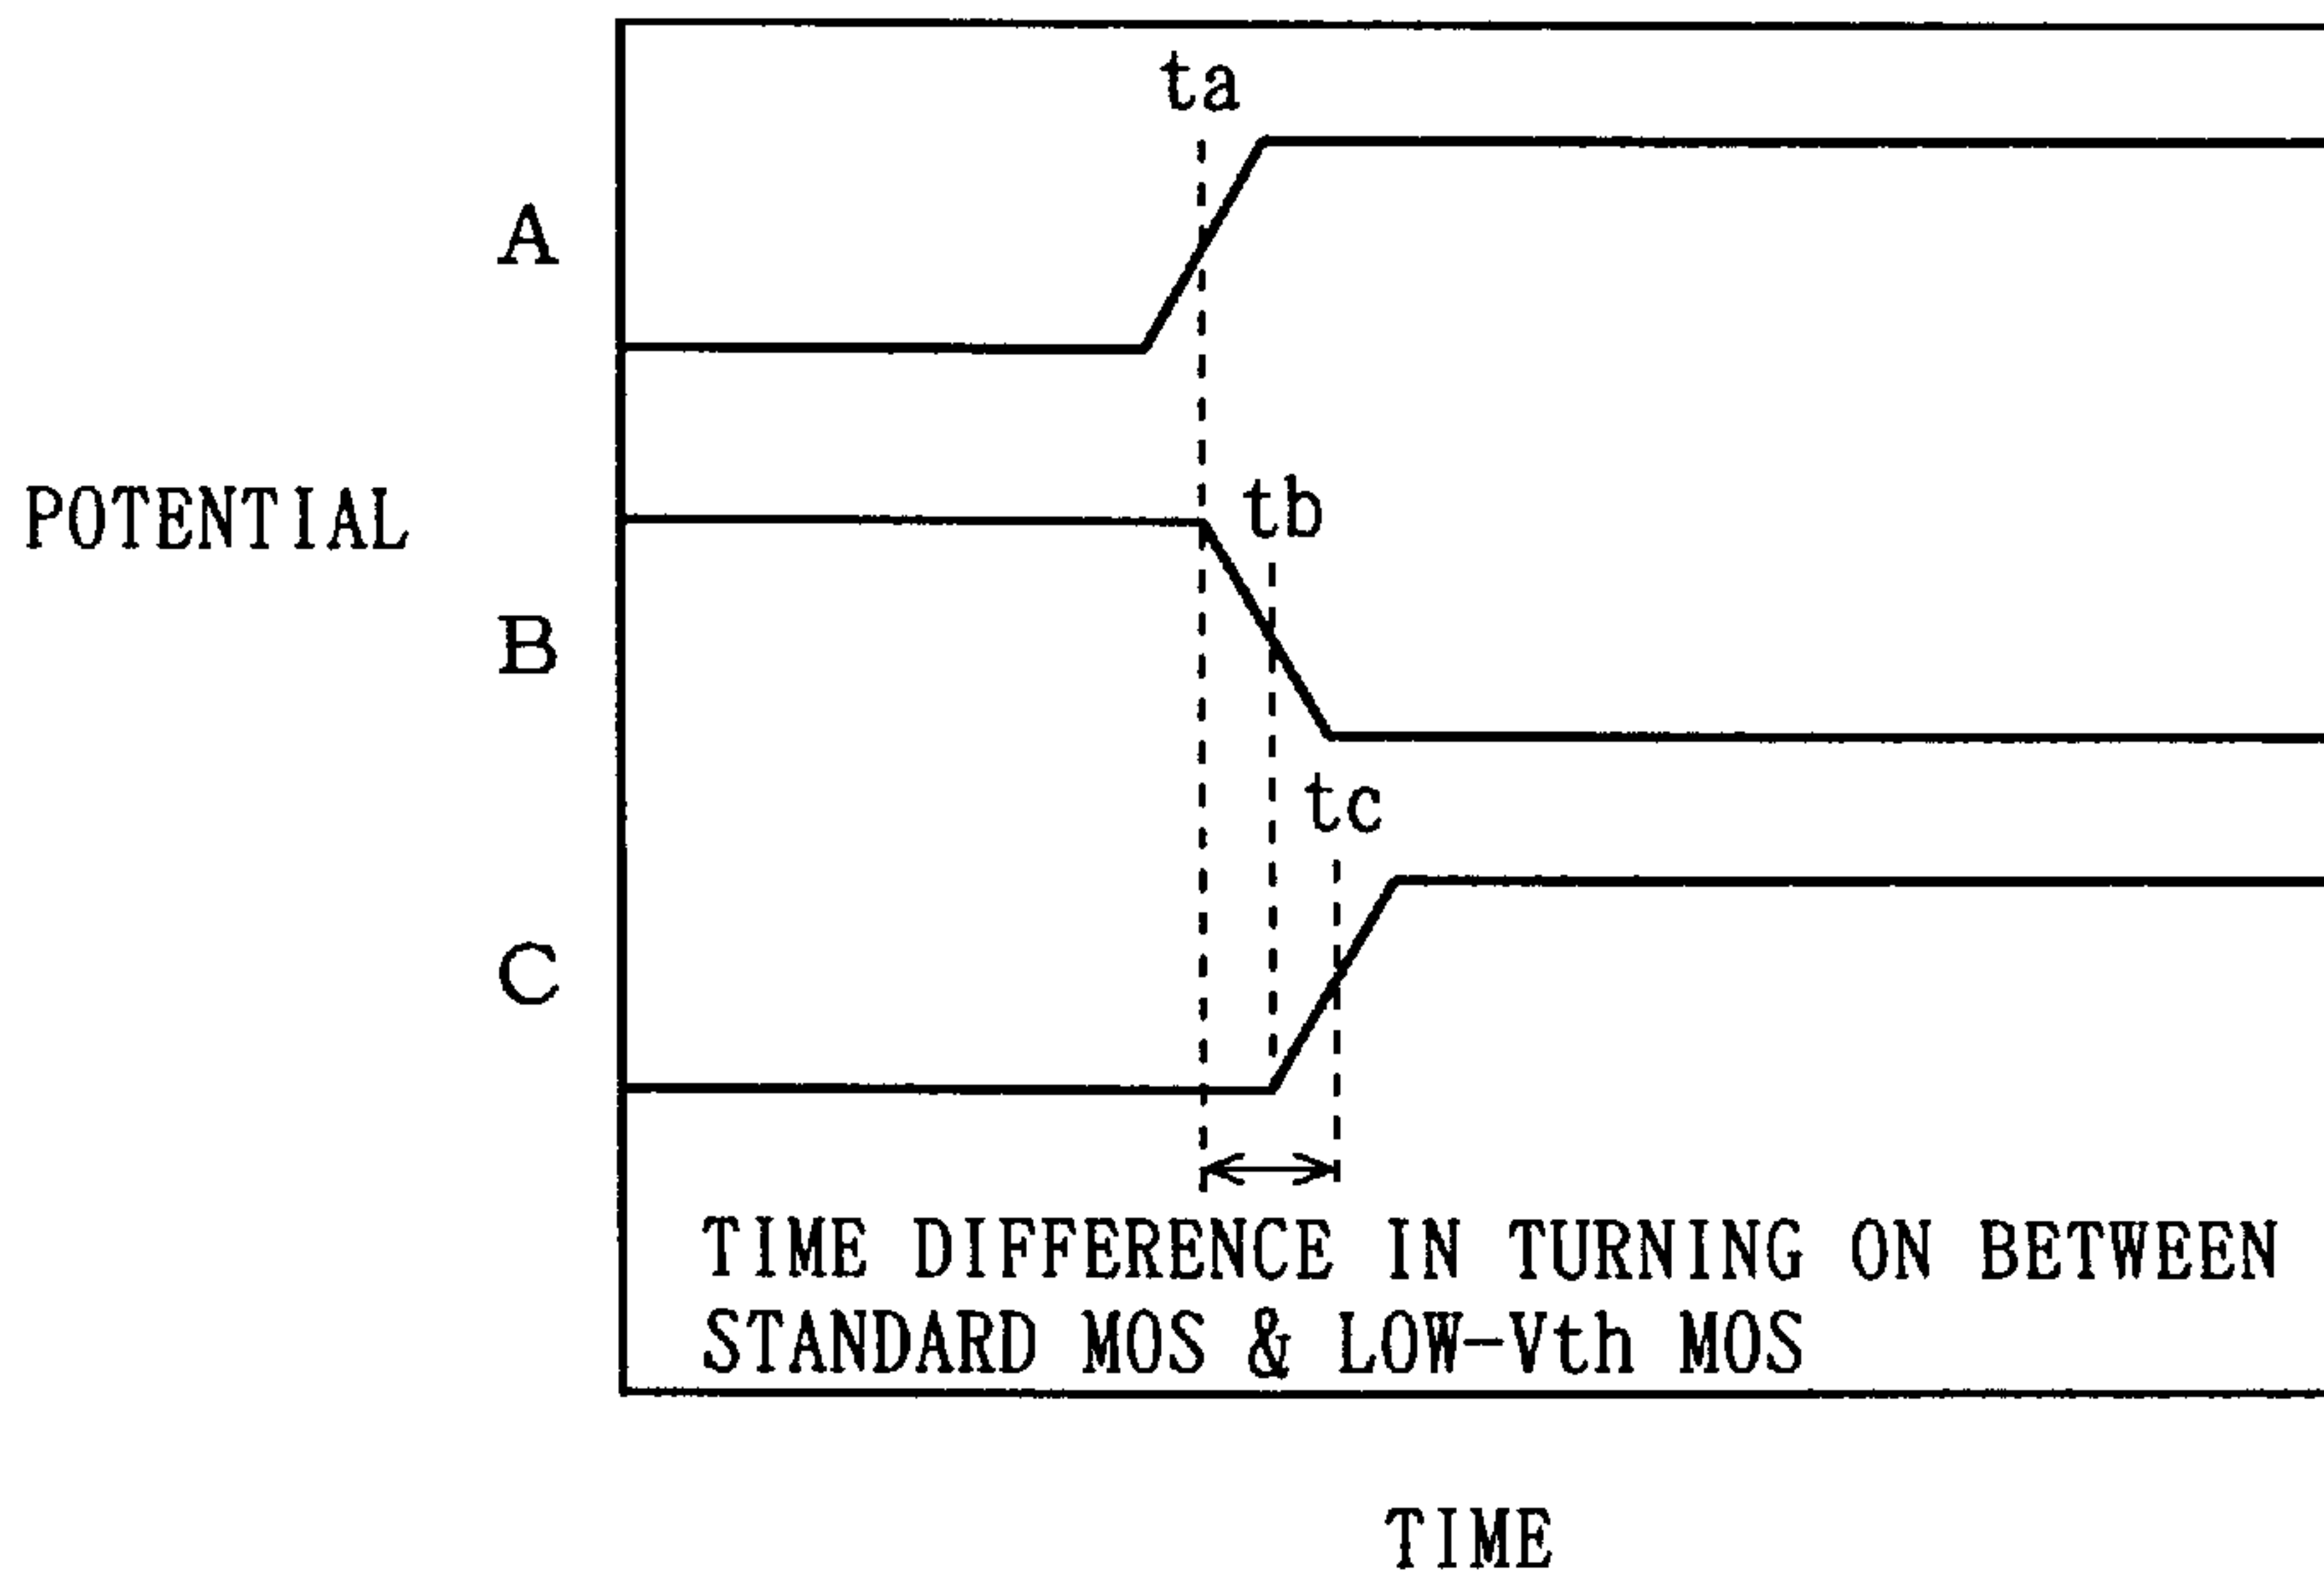 ta
A
POTENTIAL
tb
B
tc
C
TIME DIFFERENCE IN TURNING ON BETWEEN
STANDARD MOS & LOW-Vth MOS
TIME